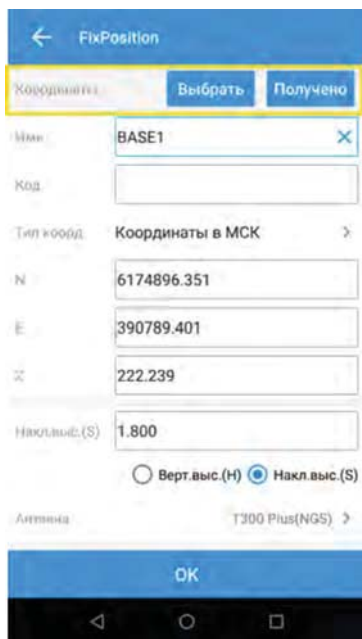 FixPosition
Координаты Выбрать Получено
Имя BASE1
Код
Тип коорд. Координаты в МСК
N 6174896.351
E 390789.401
Z 222.239
Накл.выс.(S) 1.800
Верт.выс.(H) Накл.выс.(S)
Антенна T300 Plus(NGS)
OK